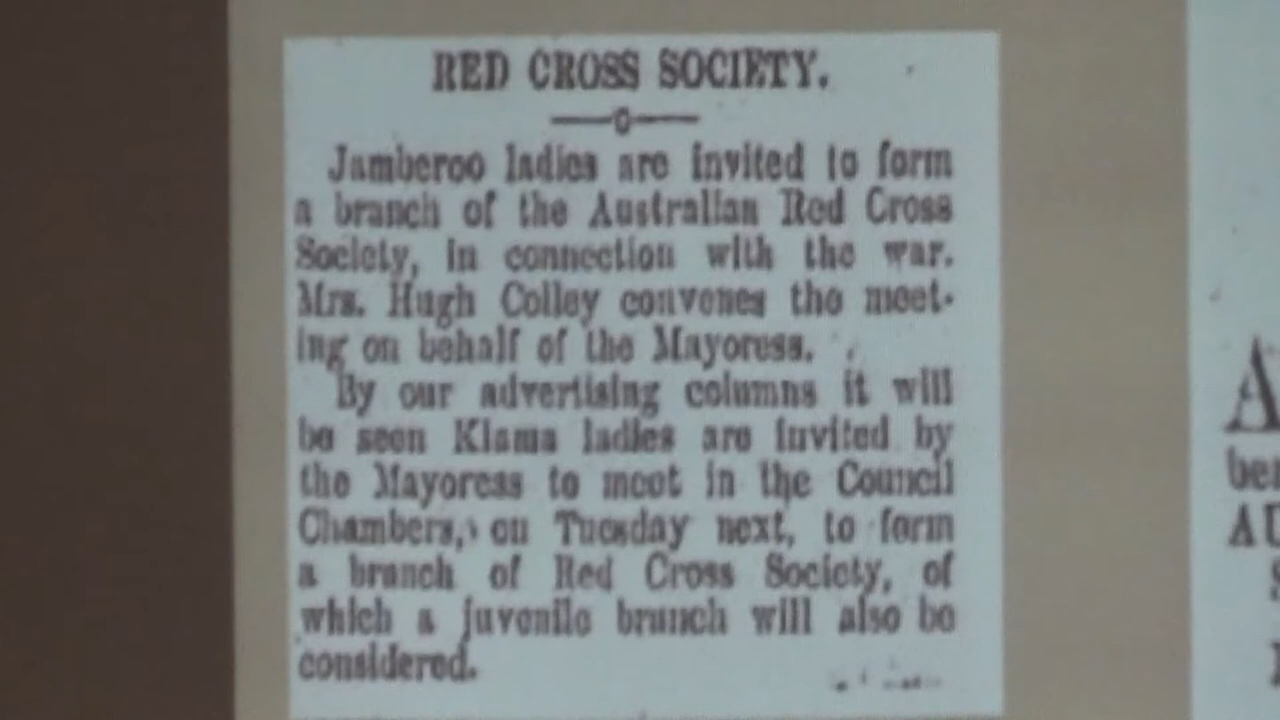 RED CROSS SOCIETY.
Jamberoo ladies are invited to form
a branch of the Australian Red Cross
Society, in connection with the war.
Mrs. Hugh Colley convenes the meet-
ing on behalf of the Mayoress.
By our advertising columns it will
be seen Kiama ladies are invited by
the Mayoress to meet in the Council
Chambers, on Tuesday next, to form
a branch of Red Cross Society, of
which a juvenile branch will also be
considered.
A